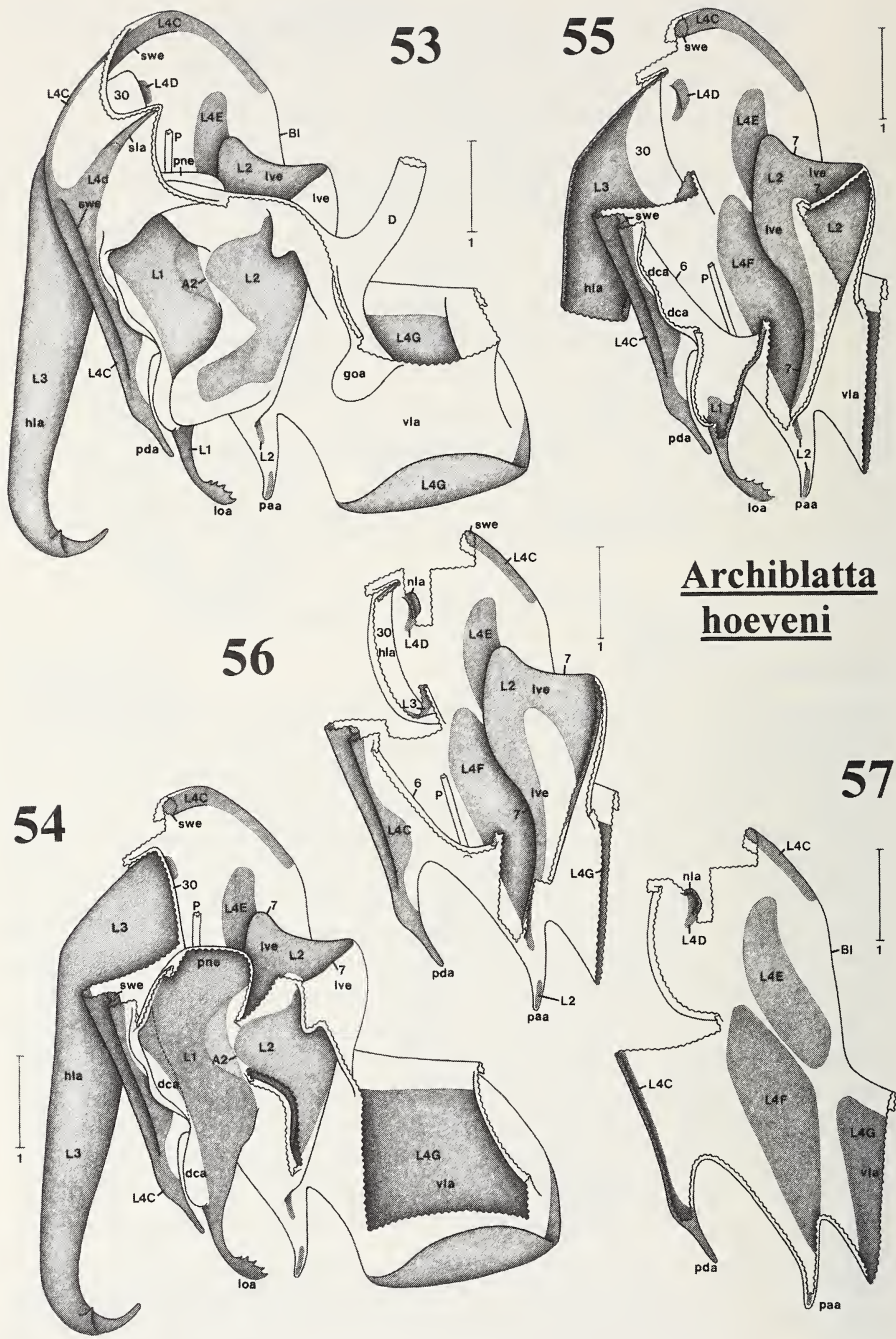 53
L4C
swe
L4D
L4C
30
L4E
BI
sla
P
pne
L2
lve
L4d
swe
lve
D
1
L1
A2
L2
L4G
L3
L4C
goa
hla
vla
pda
L1
L2
L4G
loa
paa
55
L4C
swe
L4D
1
L4E
7
30
L2
lve
7
L3
swe
lve
L2
hla
dca
6
L4F
P
dca
L4C
7
vla
L1
pda
L2
loa
paa
Archiblatta
hoeveni
56
swe
L4C
nla
1
30
hla
L4D
L4E
7
L2
lve
L3
6
P
L4F
lve
7
L4C
L4G
pda
L2
paa
54
L4C
swe
30
P
L4E
7
L3
pne
lve
L2
7
lve
swe
L1
A2
L2
hla
dca
1
L4G
L3
dca
vla
L4C
loa
57
L4C
nla
L4D
1
BI
L4E
L4C
L4F
L4G
vla
pda
paa